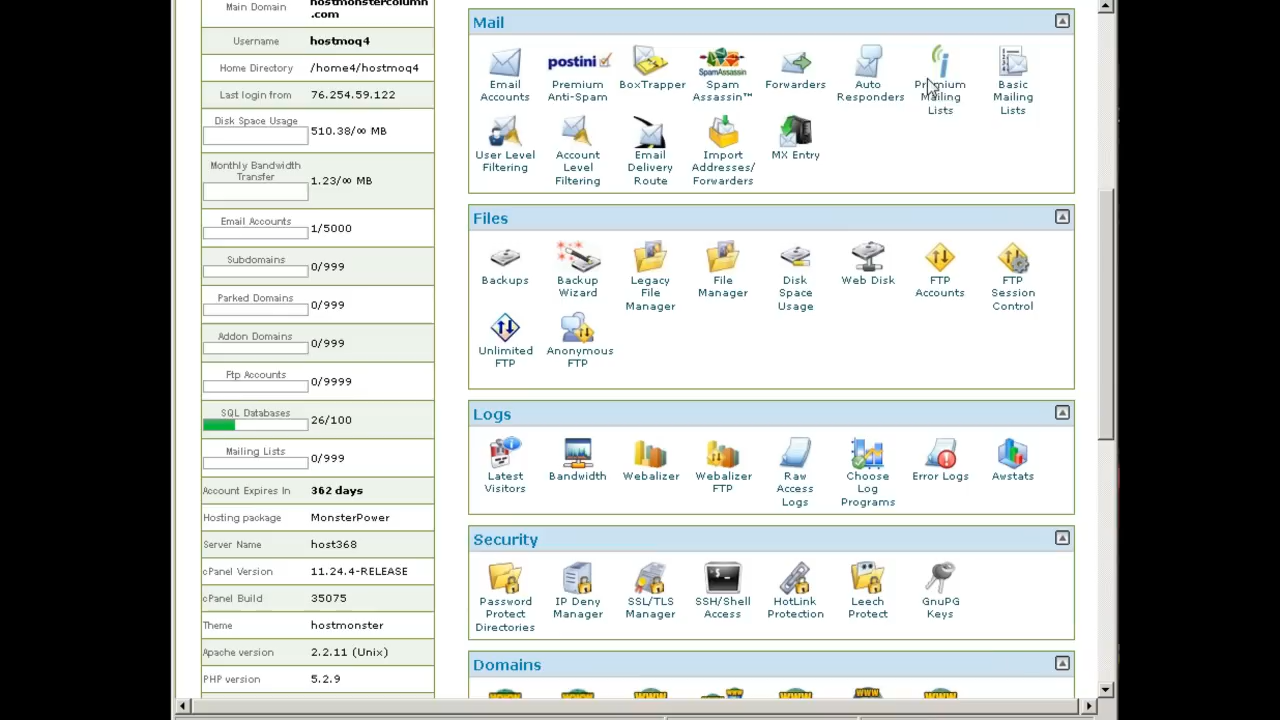 Main Domain
hostmonstercolumn
.com
Username hostmoq4
Home Directory /home4/hostmoq4
Last login from 76.254.59.122
Disk Space Usage
510.38/∞ MB
Monthly Bandwidth
Transfer
1.23/∞ MB
Email Accounts
1/5000
Subdomains
0/999
Parked Domains
0/999
Addon Domains
0/999
Ftp Accounts
0/9999
SQL Databases
26/100
Mailing Lists
0/999
Account Expires In 362 days
Hosting package MonsterPower
Server Name host368
cPanel Version 11.24.4-RELEASE
cPanel Build 35075
Theme hostmonster
Apache version 2.2.11 (Unix)
PHP version 5.2.9
Mail
Email
Accounts
postini
Premium
Anti-Spam
BoxTrapper
SpamAssassin
Spam
Assassin™
Forwarders
Auto
Responders
Premium
Mailing
Lists
Basic
Mailing
Lists
User Level
Filtering
Account
Level
Filtering
Email
Delivery
Route
Import
Addresses/
Forwarders
MX Entry
Files
Backups
Backup
Wizard
Legacy
File
Manager
File
Manager
Disk
Space
Usage
Web Disk
FTP
Accounts
FTP
Session
Control
Unlimited
FTP
Anonymous
FTP
Logs
Latest
Visitors
Bandwidth
Webalizer
Webalizer
FTP
Raw
Access
Logs
Choose
Log
Programs
Error Logs
Awstats
Security
Password
Protect
Directories
IP Deny
Manager
SSL/TLS
Manager
SSH/Shell
Access
HotLink
Protection
Leech
Protect
GnuPG
Keys
Domains